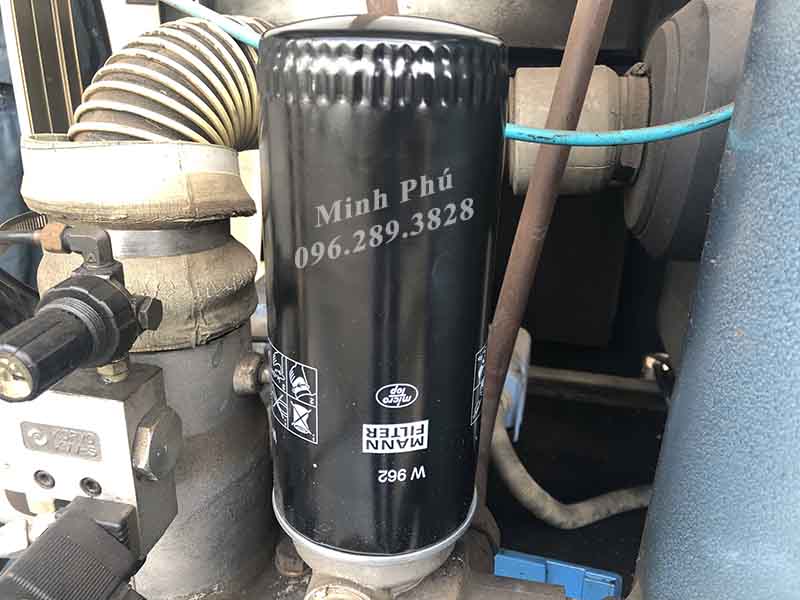 Minh Phú
096.289.3828
micro
top
MANN
FILTER
W 962